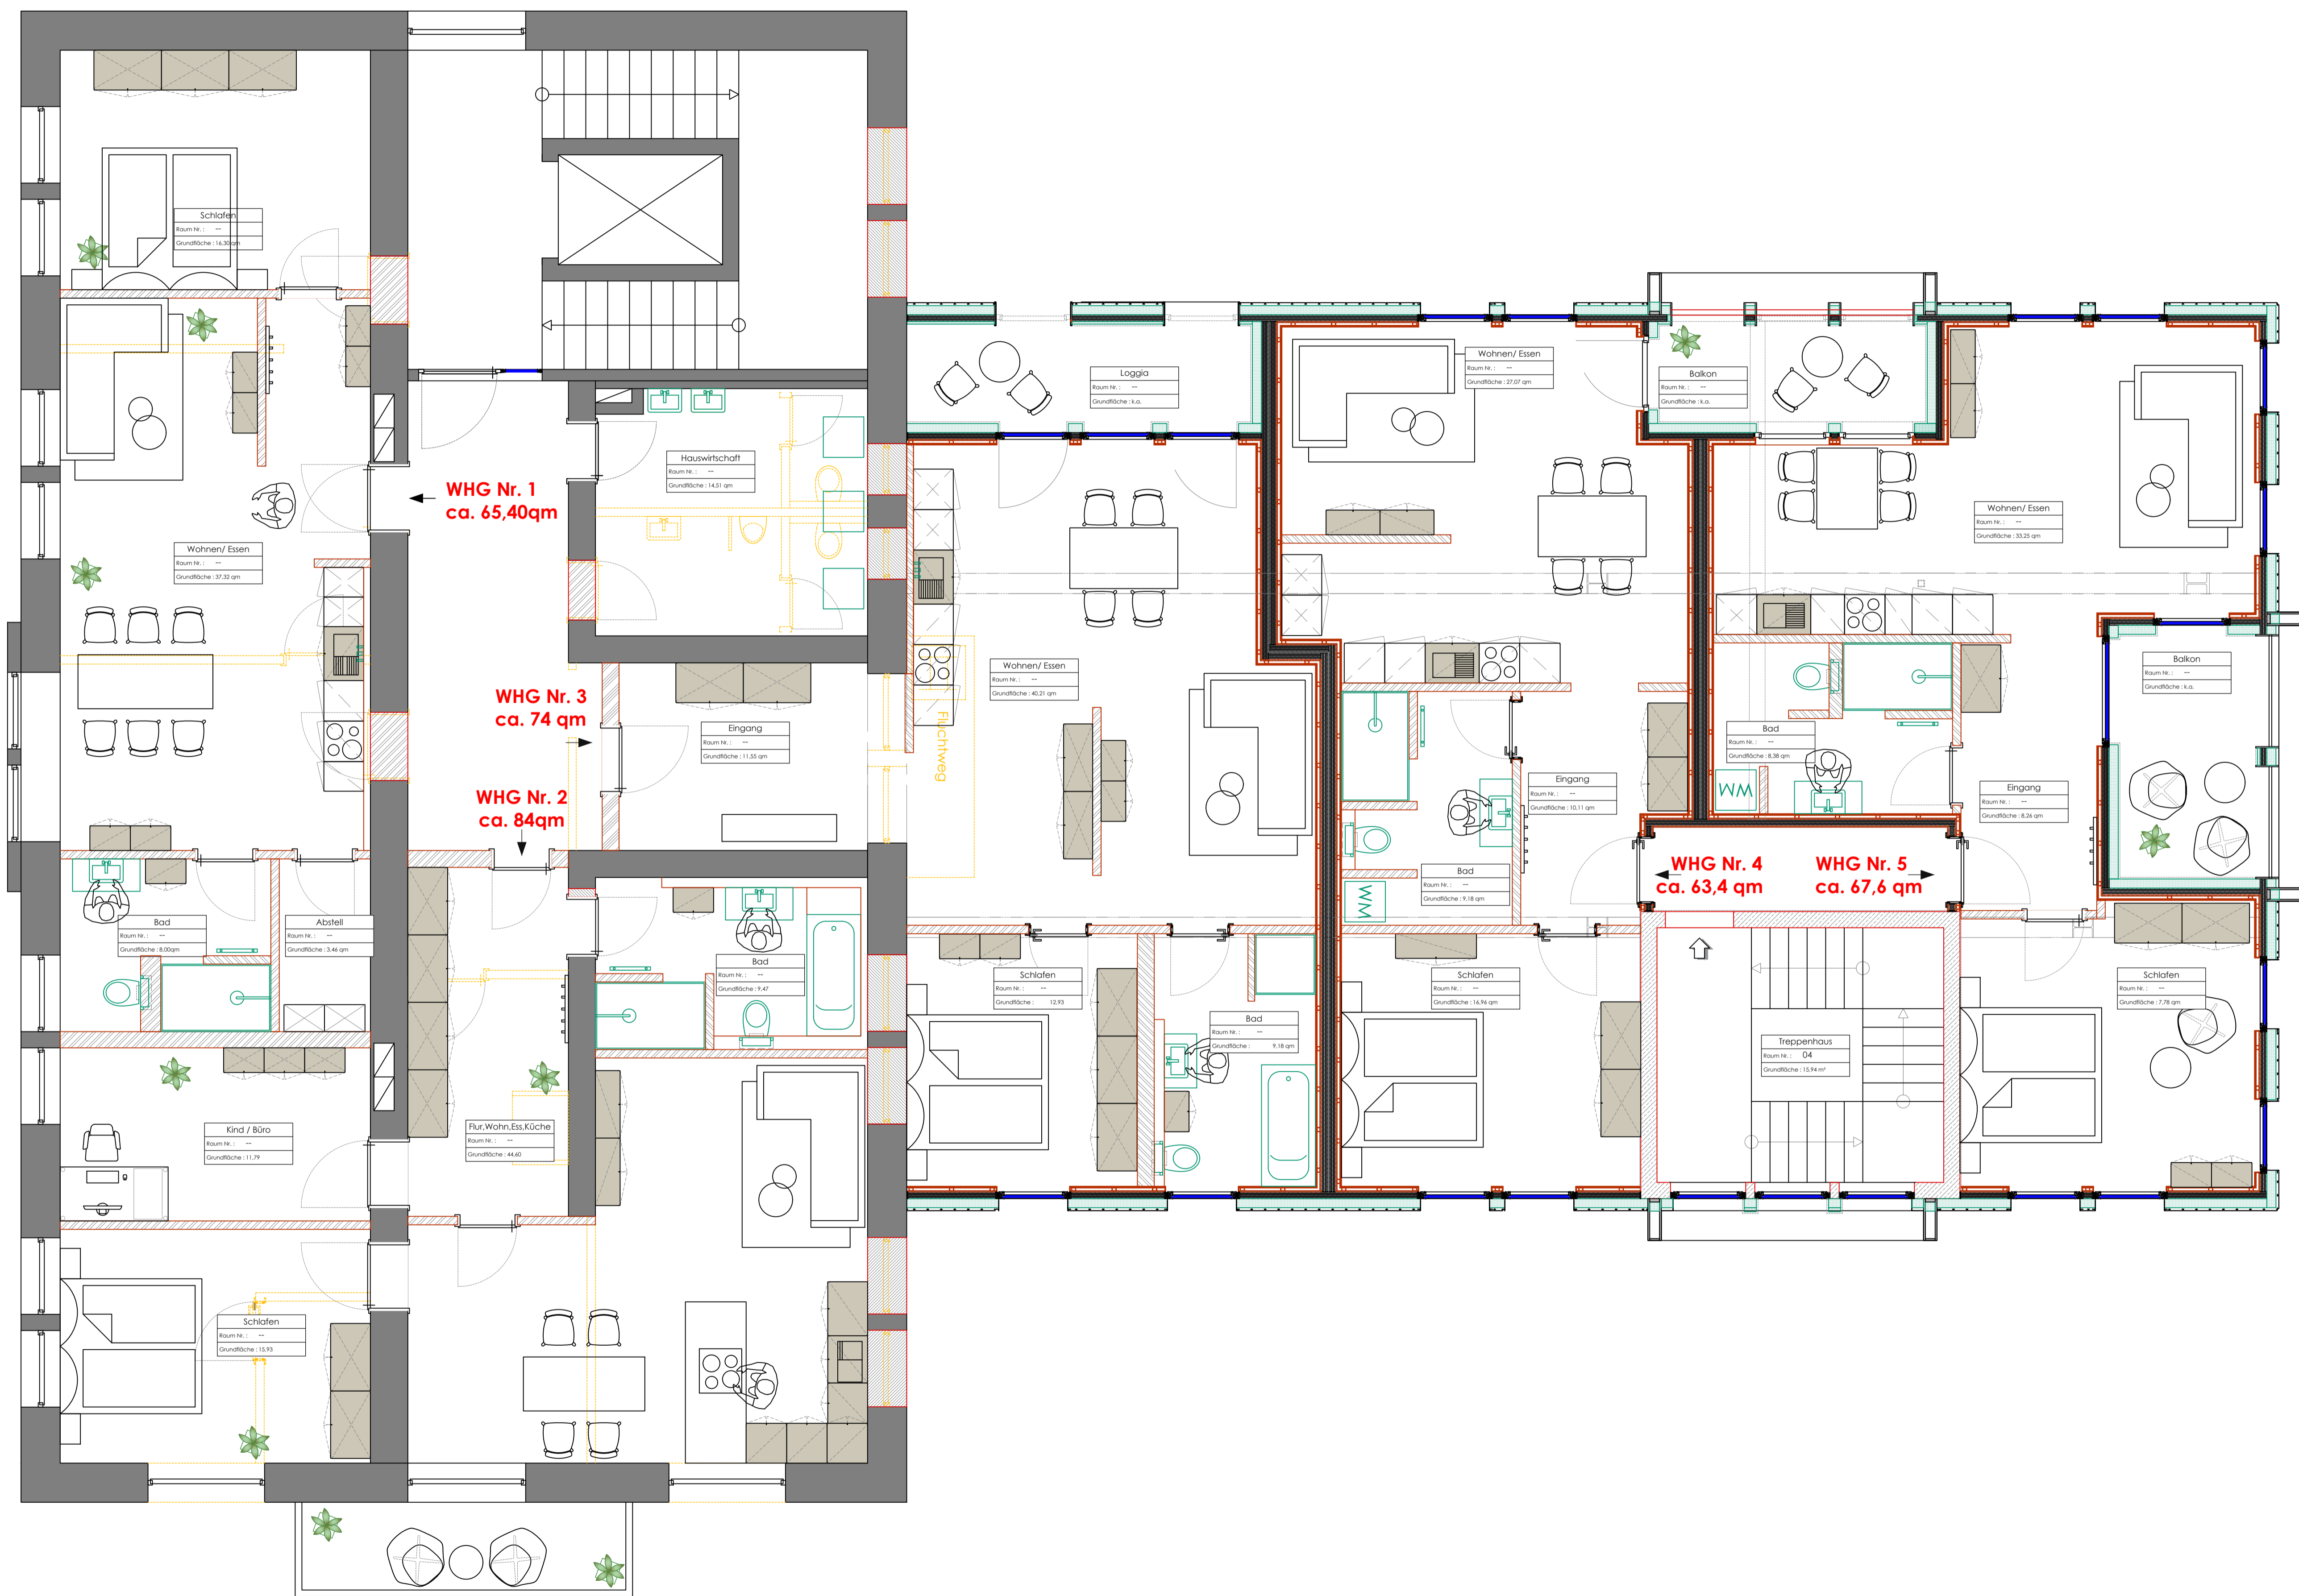 Schlafen
Raum Nr. : --
Grundfläche : 16,30 qm
Wohnen/ Essen
Raum Nr. : --
Grundfläche : 37,32 qm
WHG Nr. 1
ca. 65,40qm
Hauswirtschaft
Raum Nr. : --
Grundfläche : 14,51 qm
Loggia
Raum Nr. : --
Grundfläche : k.a.
Wohnen/ Essen
Raum Nr. : --
Grundfläche : 27,07 qm
Balkon
Raum Nr. : --
Grundfläche : k.a.
Wohnen/ Essen
Raum Nr. : --
Grundfläche : 33,25 qm
WHG Nr. 3
ca. 74 qm
Eingang
Raum Nr. : --
Grundfläche : 11,55 qm
Fluchtweg
Wohnen/ Essen
Raum Nr. : --
Grundfläche : 40,21 qm
Balkon
Raum Nr. : --
Grundfläche : k.a.
Bad
Raum Nr. : --
Grundfläche : 8,38 qm
WM
Eingang
Raum Nr. : --
Grundfläche : 10,11 qm
Eingang
Raum Nr. : --
Grundfläche : 8,26 qm
WHG Nr. 2
ca. 84qm
Bad
Raum Nr. : --
Grundfläche : 9,18 qm
WM
WHG Nr. 4
ca. 63,4 qm
WHG Nr. 5
ca. 67,6 qm
Bad
Raum Nr. : --
Grundfläche : 8,00qm
Abstell
Raum Nr. : --
Grundfläche : 3,46 qm
Bad
Raum Nr. : --
Grundfläche : 9,47
Schlafen
Raum Nr. : --
Grundfläche : 12,93
Schlafen
Raum Nr. : --
Grundfläche : 16,96 qm
Schlafen
Raum Nr. : --
Grundfläche : 7,78 qm
Bad
Raum Nr. : --
Grundfläche : 9,18 qm
Treppenhaus
Raum Nr. : 04
Grundfläche : 15,94 m²
Kind / Büro
Raum Nr. : --
Grundfläche : 11,79
Flur,Wohn,Ess,Küche
Raum Nr. : --
Grundfläche : 44,60
Schlafen
Raum Nr. : --
Grundfläche : 15,93